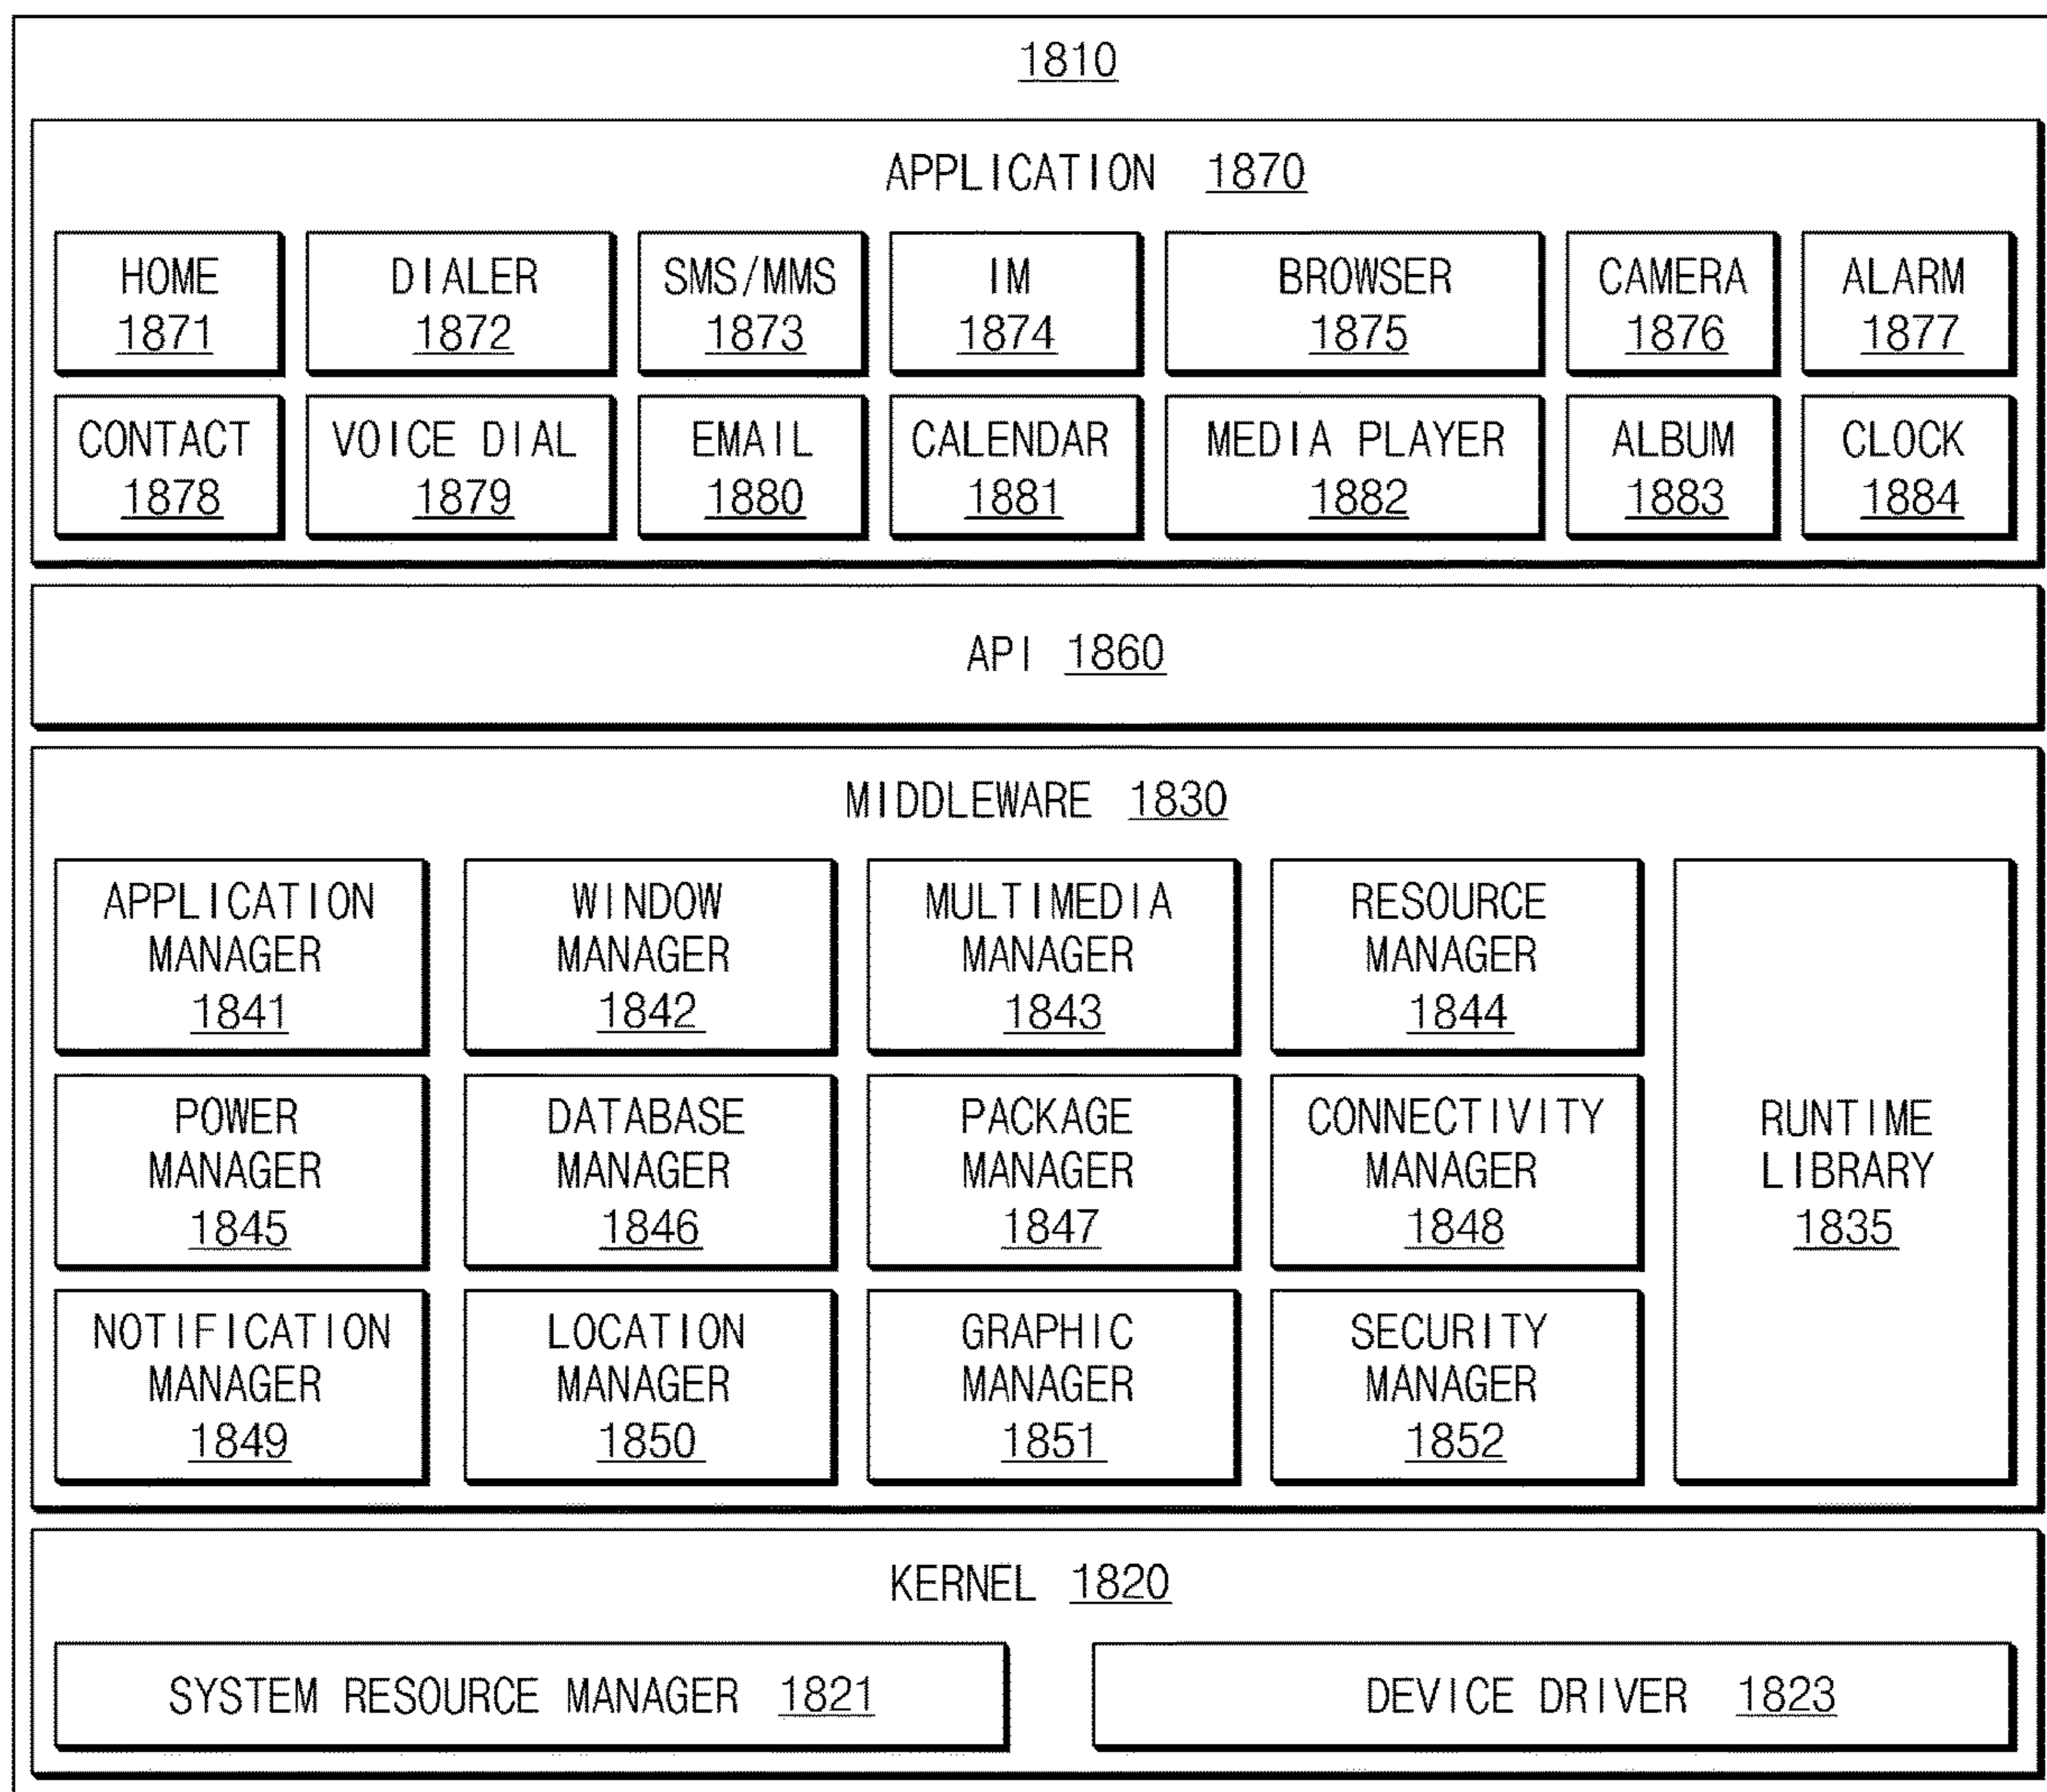 1810
APPLICATION 1870
HOME
1871
DIALER
1872
SMS/MMS
1873
IM
1874
BROWSER
1875
CAMERA
1876
ALARM
1877
CONTACT
1878
VOICE DIAL
1879
EMAIL
1880
CALENDAR
1881
MEDIA PLAYER
1882
ALBUM
1883
CLOCK
1884
API 1860
MIDDLEWARE 1830
APPLICATION
MANAGER
1841
WINDOW
MANAGER
1842
MULTIMEDIA
MANAGER
1843
RESOURCE
MANAGER
1844
POWER
MANAGER
1845
DATABASE
MANAGER
1846
PACKAGE
MANAGER
1847
CONNECTIVITY
MANAGER
1848
RUNTIME
LIBRARY
1835
NOTIFICATION
MANAGER
1849
LOCATION
MANAGER
1850
GRAPHIC
MANAGER
1851
SECURITY
MANAGER
1852
KERNEL 1820
SYSTEM RESOURCE MANAGER 1821
DEVICE DRIVER 1823